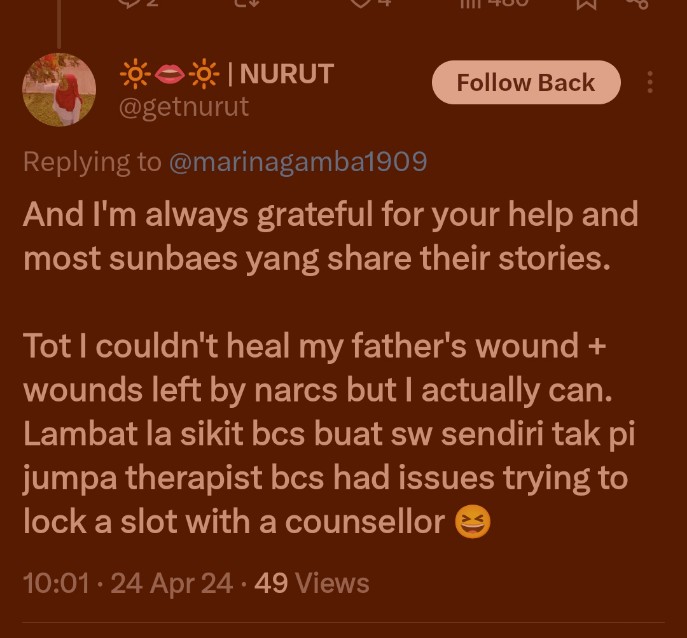 2 4 480
🔆👄🔆 | NURUT
Follow Back
@getnurut
Replying to @marinagamba1909
And I'm always grateful for your help and
most sunbaes yang share their stories.
Tot I couldn't heal my father's wound +
wounds left by narcs but I actually can.
Lambat la sikit bcs buat sw sendiri tak pi
jumpa therapist bcs had issues trying to
lock a slot with a counsellor 😆
10:01 · 24 Apr 24 · 49 Views